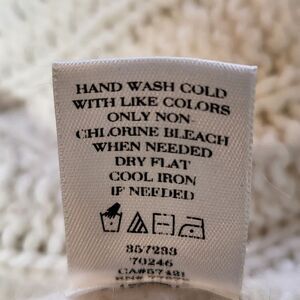 HAND WASH COLD
WITH LIKE COLORS
ONLY NON-
CHLORINE BLEACH
WHEN NEEDED
DRY FLAT
COOL IRON
IF NEEDED
357233
70246
CA#57421